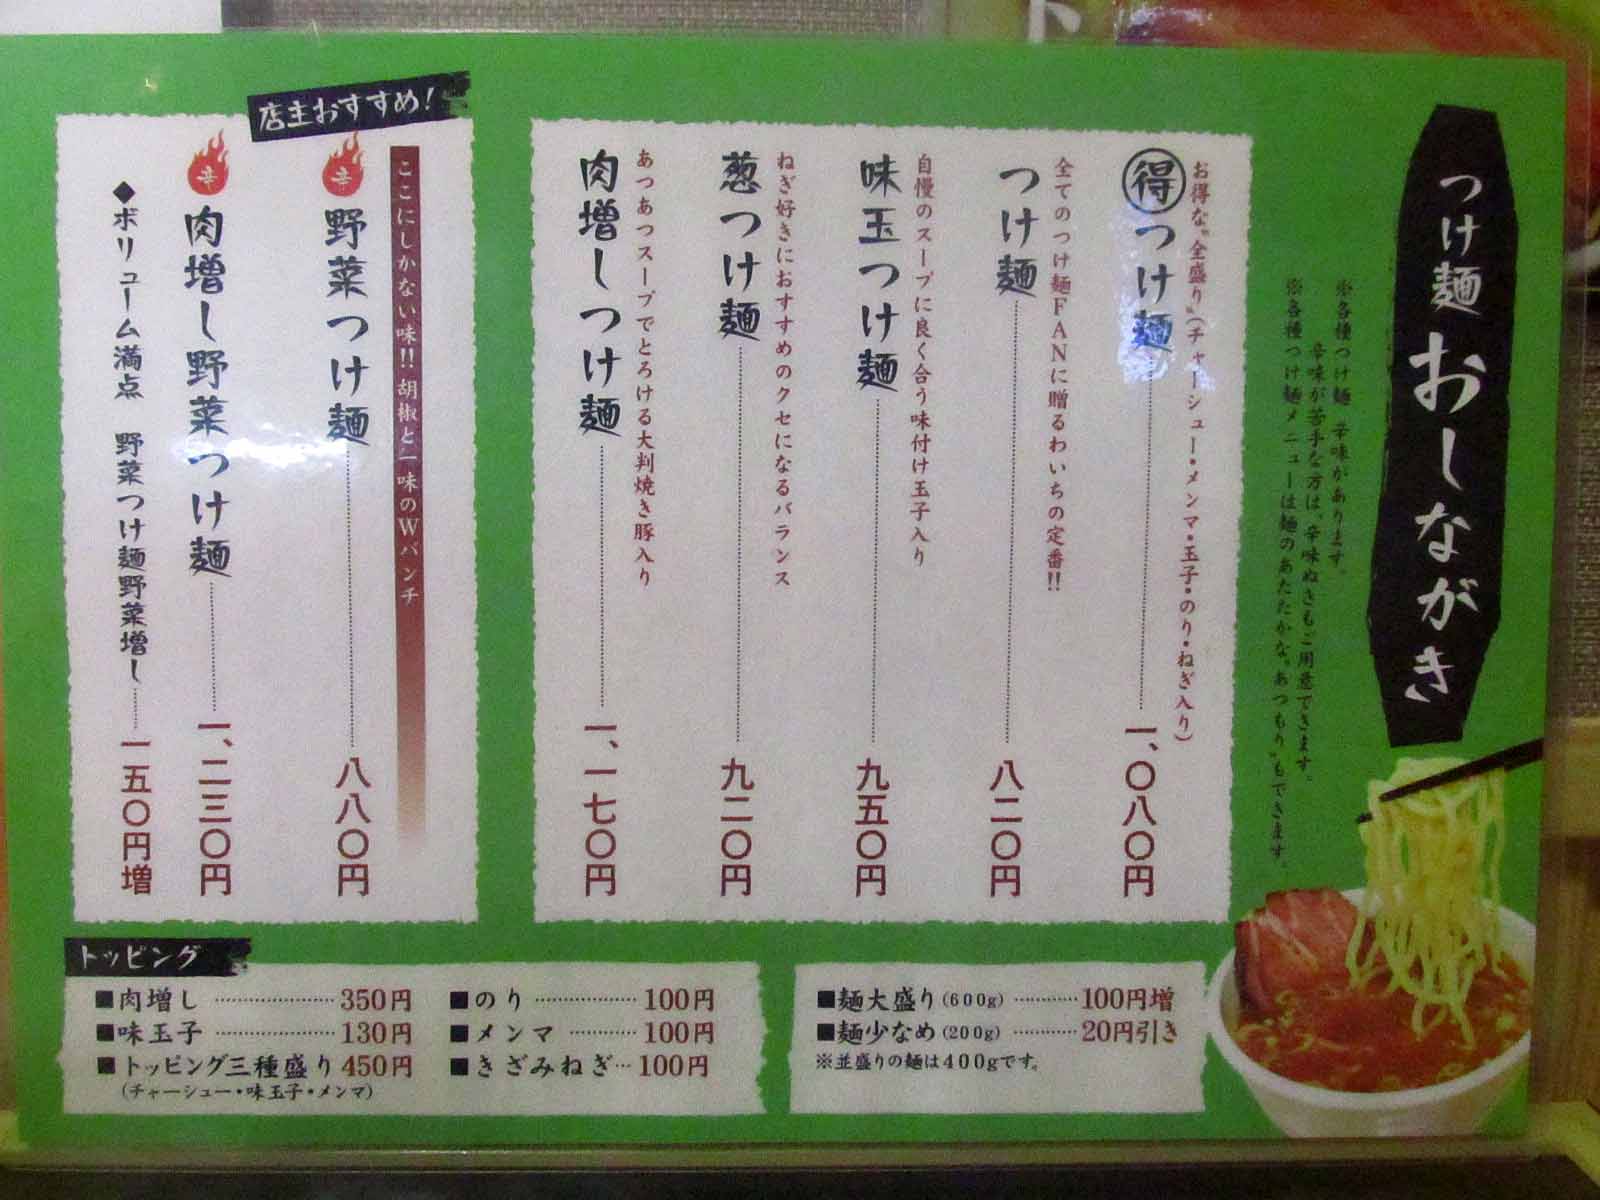 つけ麺 おしながき
※各種つけ麺 辛味があります。
辛味が苦手な方は、辛味ぬきもご用意できます。
※各種つけ麺メニューは麺のあたたかな〝あつもり〟もできます。
お得な〝全盛り〟(チャーシュー・メンマ・玉子・のり・ねぎ入り)
得つけ麺 一、〇八〇円
全てのつけ麺FANに贈るわいちの定番!!
つけ麺 八二〇円
自慢のスープに良く合う味付け玉子入り
味玉つけ麺 九五〇円
ねぎ好きにおすすめのクセになるバランス
葱つけ麺 九二〇円
あつあつスープでとろける大判焼き豚入り
肉増しつけ麺 一、一七〇円
店主おすすめ!
ここにしかない味!!胡椒と一味のWパンチ
辛 野菜つけ麺 八八〇円
辛 肉増し野菜つけ麺 一、二三〇円
◆ボリューム満点 野菜つけ麺野菜増し 一五〇円増
トッピング
■肉増し 350円
■味玉子 130円
■トッピング三種盛り 450円
(チャーシュー・味玉子・メンマ)
■のり 100円
■メンマ 100円
■きざみねぎ 100円
■麺大盛り(600g) 100円増
■麺少なめ(200g) 20円引き
※並盛りの麺は400gです。